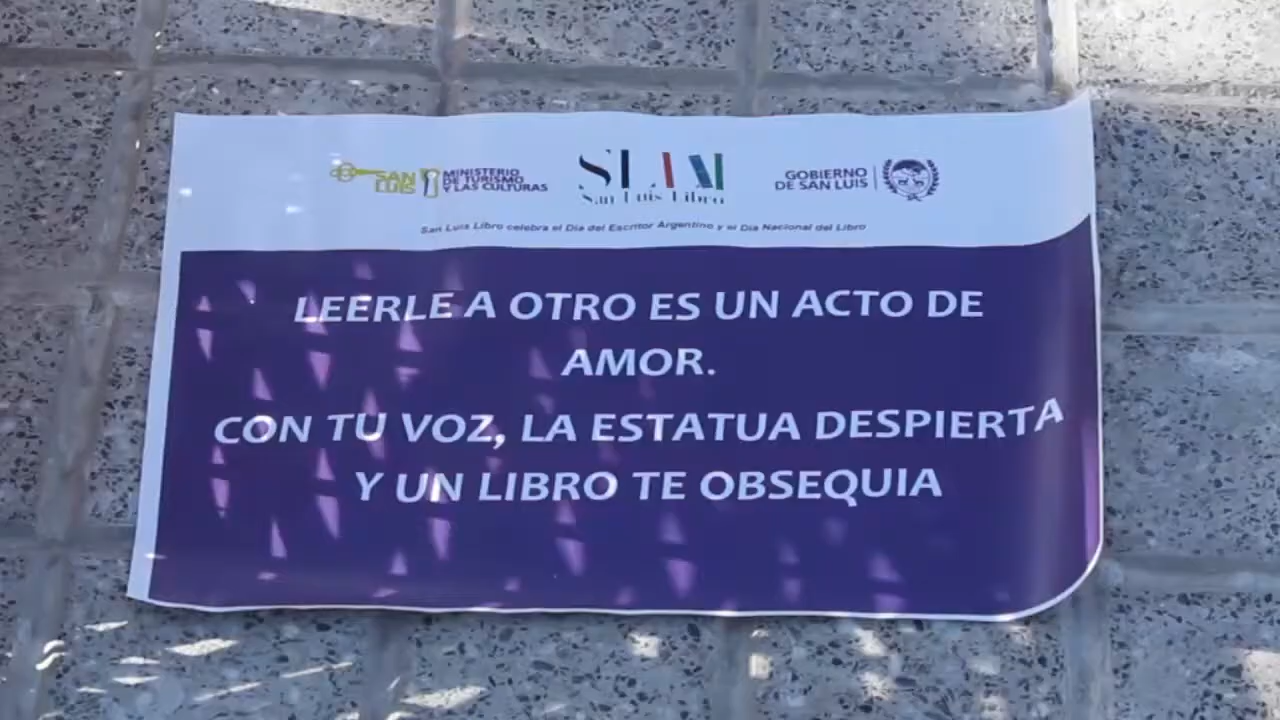 SAN LUIS
MINISTERIO
DE TURISMO
Y LAS CULTURAS
San Luis Libro
GOBIERNO
DE SAN LUIS
San Luis Libro celebra el Día del Escritor Argentino y el Día Nacional del Libro
LEERLE A OTRO ES UN ACTO DE
AMOR.
CON TU VOZ, LA ESTATUA DESPIERTA
Y UN LIBRO TE OBSEQUIA